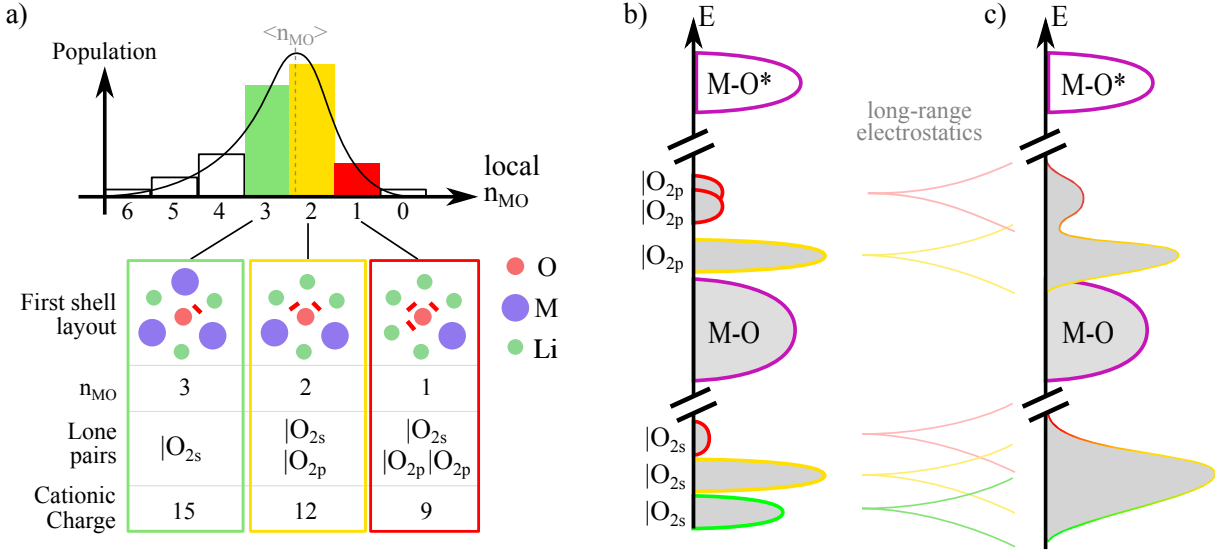 a)
Population
<n_MO>
local
n_MO
6 5 4 3 2 1 0
First shell
layout
O
M
Li
n_MO 3 2 1
Lone
pairs
|O_2s
|O_2s
|O_2p
|O_2s
|O_2p|O_2p
Cationic
Charge
15 12 9
b)
E
M-O*
|O_2p
|O_2p
|O_2p
M-O
|O_2s
|O_2s
|O_2s
long-range
electrostatics
c)
E
M-O*
M-O